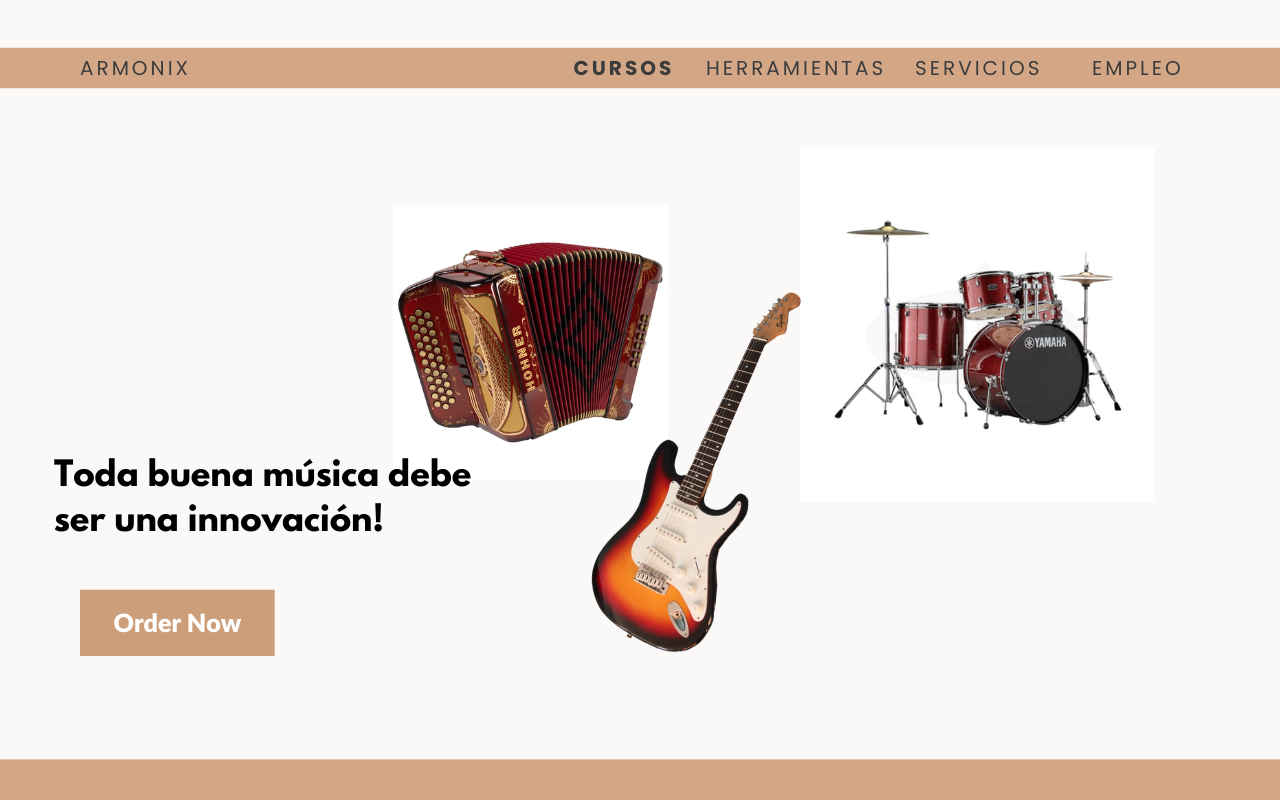 ARMONIX
CURSOS
HERRAMIENTAS
SERVICIOS
EMPLEO
HOHNER
YAMAHA
Toda buena música debe
ser una innovación!
Order Now